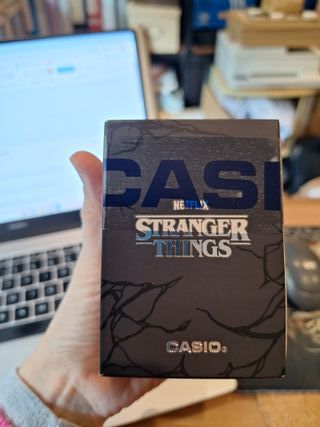 CASI
NETFLIX
STRANGER
THINGS
CASIO®